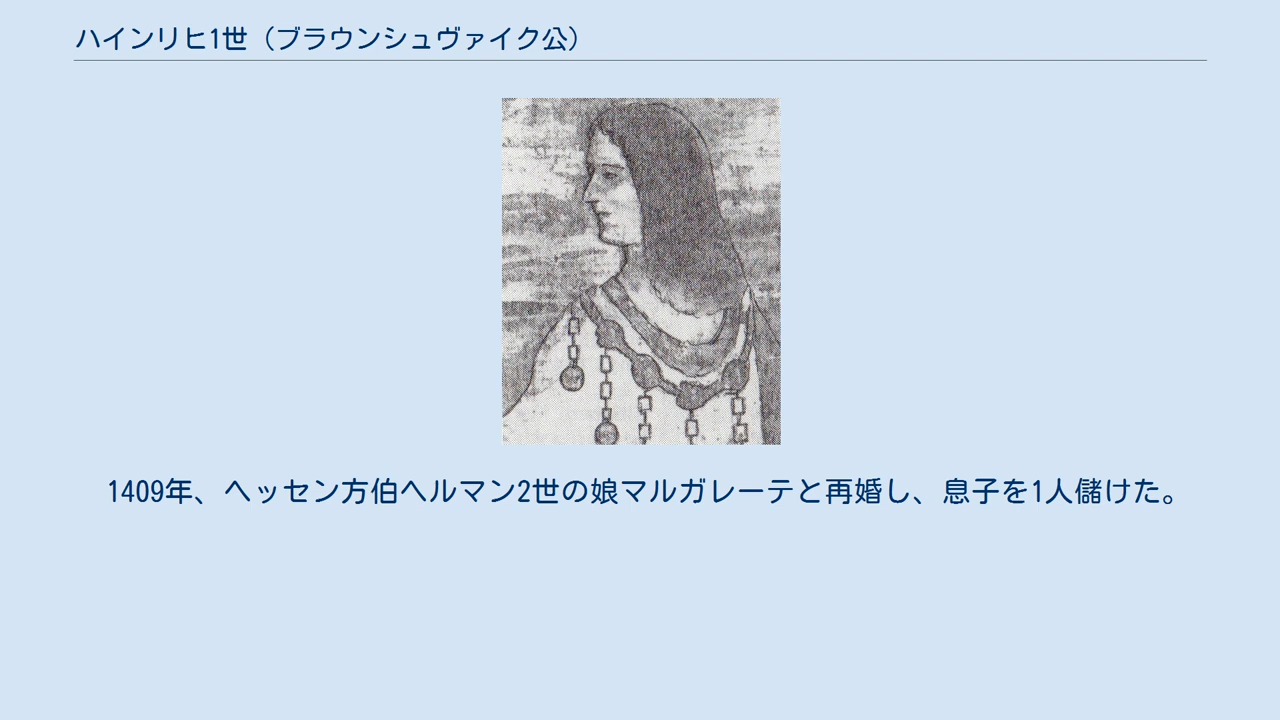 ハインリヒ1世（ブラウンシュヴァイク公）
1409年、ヘッセン方伯ヘルマン2世の娘マルガレーテと再婚し、息子を1人儲けた。